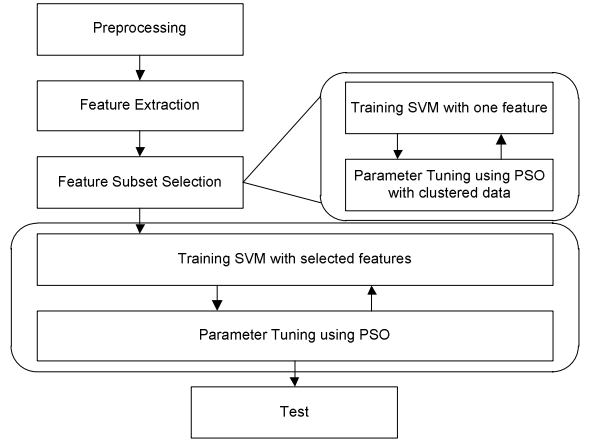 Preprocessing
Feature Extraction
Feature Subset Selection
Training SVM with one feature
Parameter Tuning using PSO
with clustered data
Training SVM with selected features
Parameter Tuning using PSO
Test